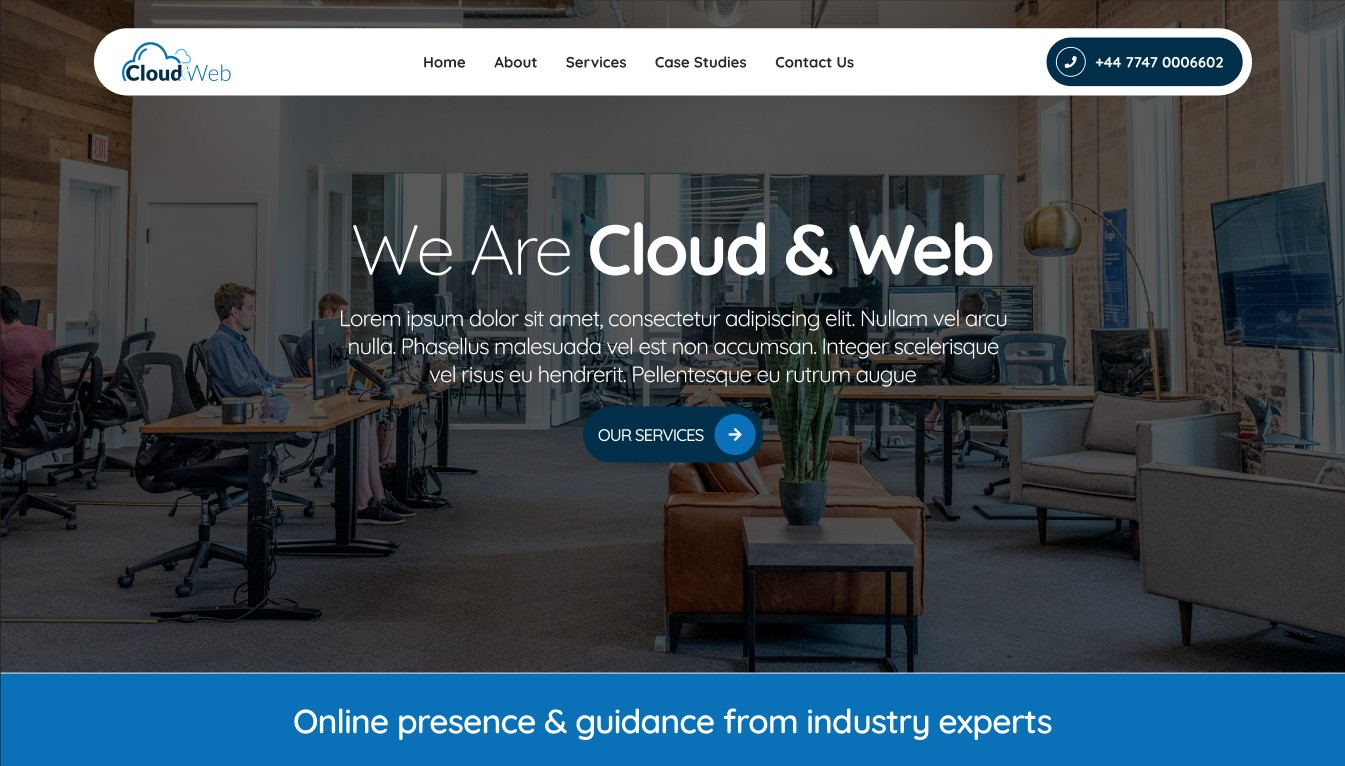 Cloud Web
Home About Services Case Studies Contact Us
+44 7747 0006602
We Are Cloud & Web
Lorem ipsum dolor sit amet, consectetur adipiscing elit. Nullam vel arcu
nulla. Phasellus malesuada vel est non accumsan. Integer scelerisque
vel risus eu hendrerit. Pellentesque eu rutrum augue
OUR SERVICES
Online presence & guidance from industry experts